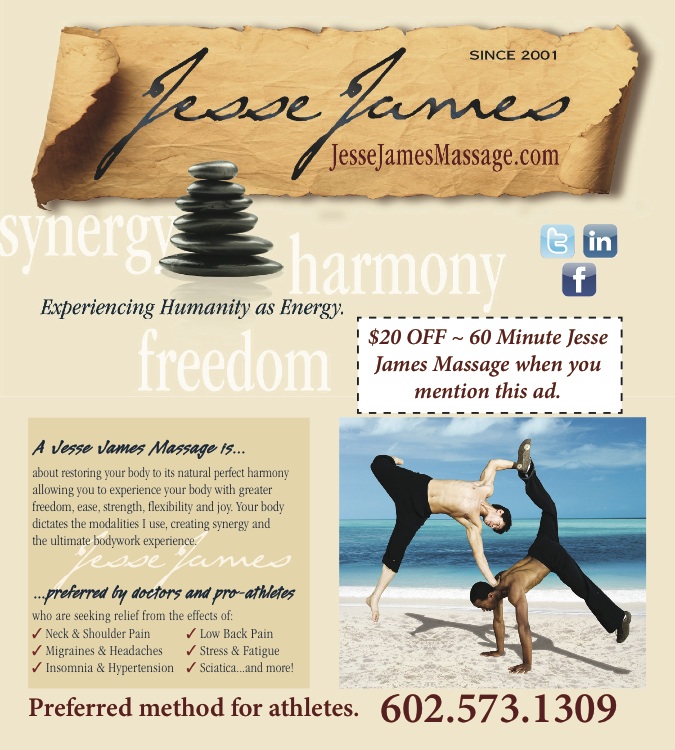 SINCE 2001
Jesse James
JesseJamesMassage.com
synergy
harmony
Experiencing Humanity as Energy.
freedom
t
in
f
$20 OFF ~ 60 Minute Jesse
James Massage when you
mention this ad.
A Jesse James Massage is...
about restoring your body to its natural perfect harmony
allowing you to experience your body with greater
freedom, ease, strength, flexibility and joy. Your body
dictates the modalities I use, creating synergy and
the ultimate bodywork experience.
Jesse James
...preferred by doctors and pro-athletes
who are seeking relief from the effects of:
✓ Neck & Shoulder Pain ✓ Low Back Pain
✓ Migraines & Headaches ✓ Stress & Fatigue
✓ Insomnia & Hypertension ✓ Sciatica...and more!
Preferred method for athletes. 602.573.1309